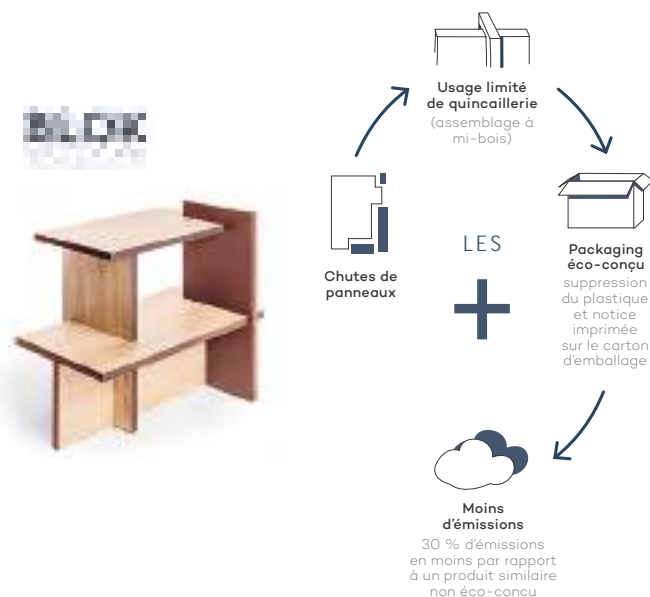 BLOK
Usage limité
de quincaillerie
(assemblage à
mi-bois)
Chutes de
panneaux
LES
+
Packaging
éco-conçu
suppression
du plastique
et notice
imprimée
sur le carton
d'emballage
Moins
d'émissions
30 % d'émissions
en moins par rapport
à un produit similaire
non éco-conçu